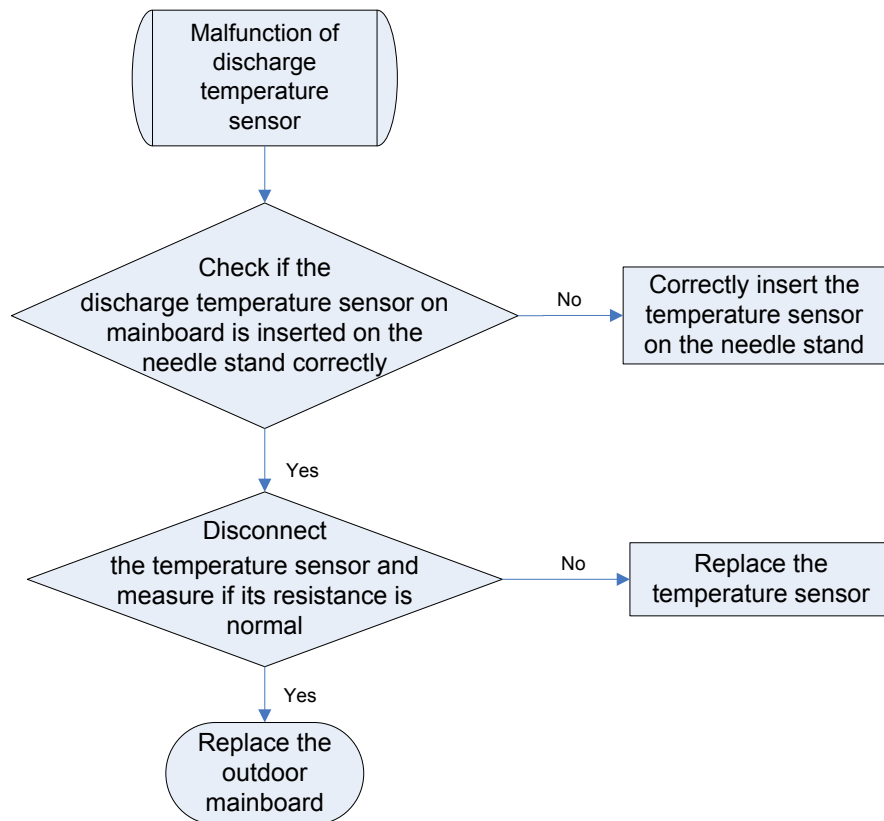 Malfunction of
discharge
temperature
sensor
Check if the
discharge temperature sensor on
mainboard is inserted on the
needle stand correctly
No
Correctly insert the
temperature sensor
on the needle stand
Yes
Disconnect
the temperature sensor and
measure if its resistance is
normal
No
Replace the
temperature sensor
Yes
Replace the
outdoor
mainboard